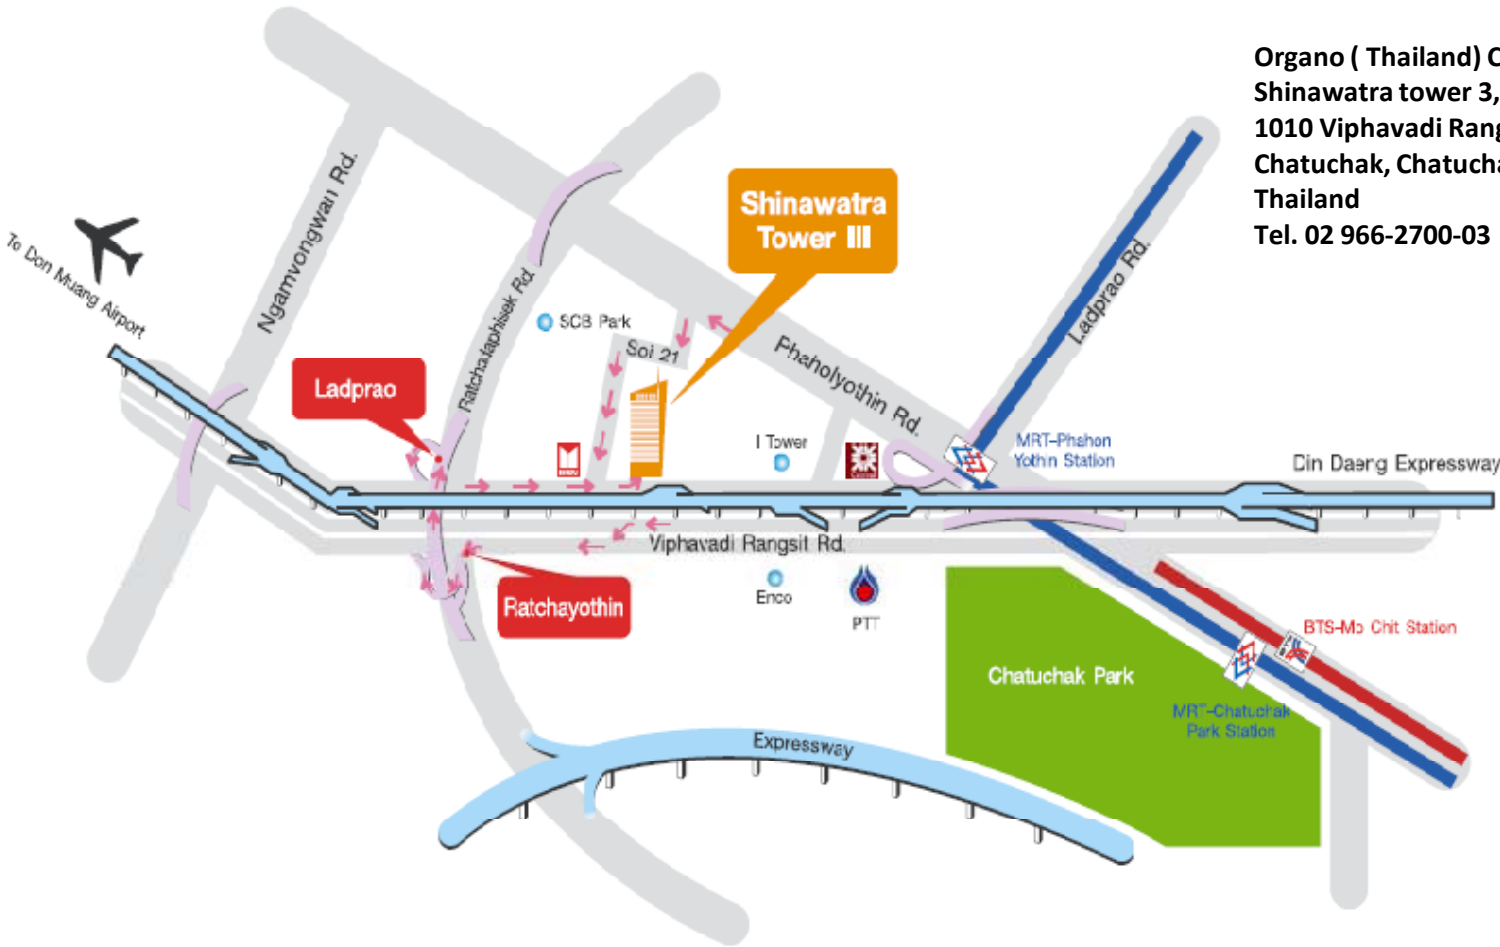 Organo ( Thailand) C
Shinawatra tower 3,
1010 Viphavadi Rang
Chatuchak, Chatucha
Thailand
Tel. 02 966-2700-03
Shinawatra
Tower III
To Don Muang Airport
Ngamvongwan Rd.
Ratchataphisek Rd.
SCB Park
Soi 21
Phaholyothin Rd.
Ladprao Rd.
Ladprao
I Tower
MRT-Phahon
Yothin Station
Din Daeng Expressway
Viphavadi Rangsit Rd.
Ratchayothin
Enco
PTT
BTS-Mo Chit Station
Chatuchak Park
MRT-Chatuchak
Park Station
Expressway